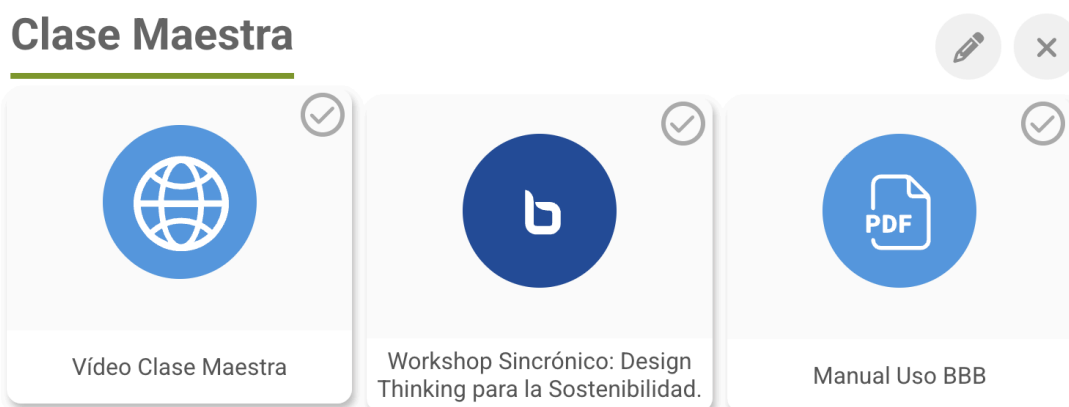 Clase Maestra
PDF
Vídeo Clase Maestra
Workshop Sincrónico: Design
Thinking para la Sostenibilidad.
Manual Uso BBB